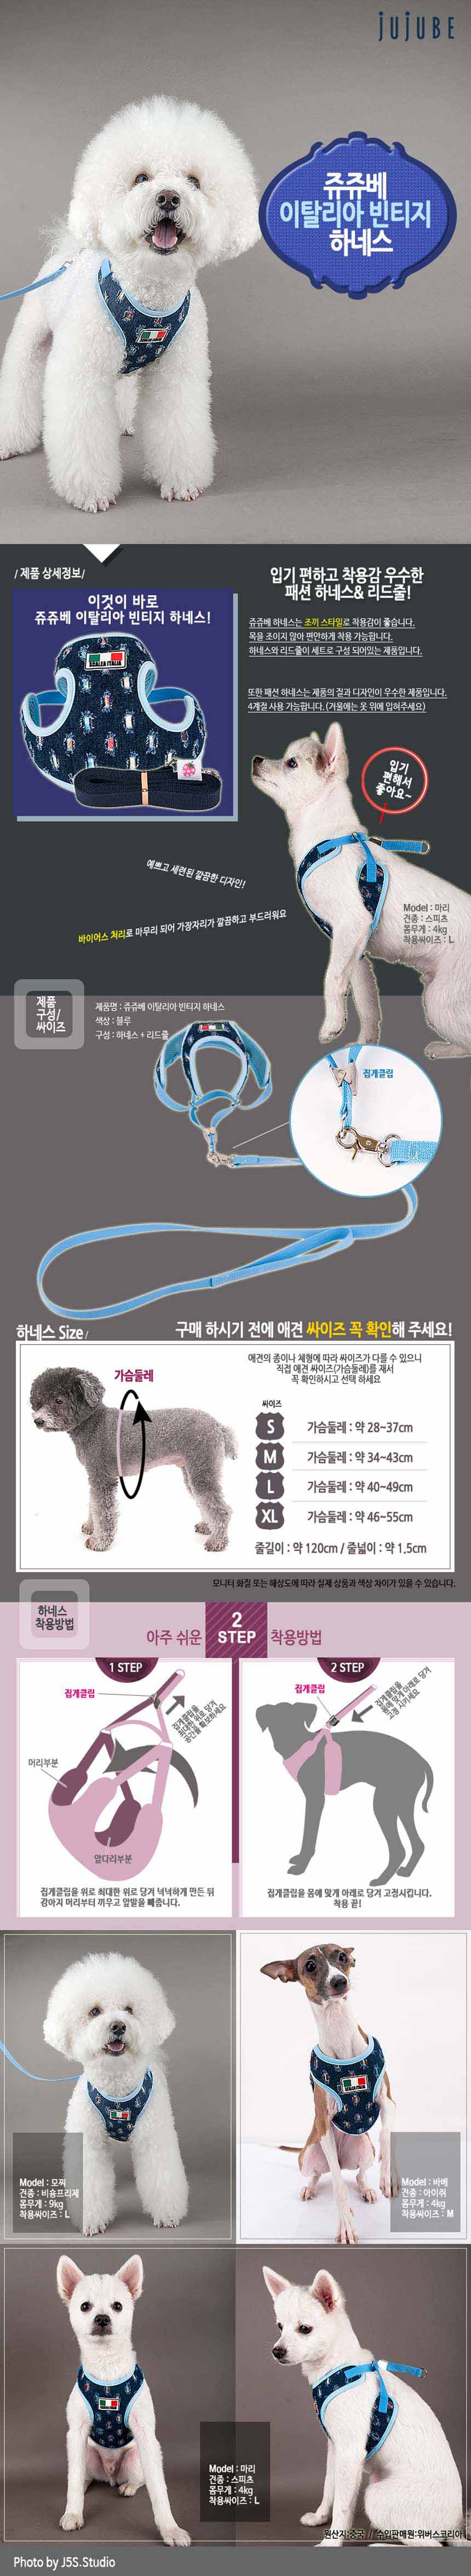 jujuBE
쥬쥬베
이탈리아 빈티지
하네스
/ 제품 상세정보/
이것이 바로
쥬쥬베 이탈리아 빈티지 하네스!
SCALEA ITALIA
입기 편하고 착용감 우수한
패션 하네스& 리드줄!
쥬쥬베 하네스는 조끼 스타일로 착용감이 좋습니다.
목을 조이지 않아 편안하게 착용 가능합니다.
하네스와 리드줄이 세트로 구성 되어있는 제품입니다.
또한 패션 하네스는 제품의 질과 디자인이 우수한 제품입니다.
4계절 사용 가능합니다.(겨울에는 옷 위에 입혀주세요)
입기
편해서
좋아요~
예쁘고 세련된 깔끔한 디자인!
바이어스 처리로 마무리 되어 가장자리가 깔끔하고 부드러워요
Model : 마리
견종 : 스피츠
몸무게 : 4kg
착용싸이즈 : L
제품
구성/
싸이즈
제품명 : 쥬쥬베 이탈리아 빈티지 하네스
색상 : 블루
구성 : 하네스 + 리드줄
집게클립
하네스 Size/
구매 하시기 전에 애견 싸이즈 꼭 확인해 주세요!
가슴둘레
애견의 종이나 체형에 따라 싸이즈가 다를 수 있으니
직접 애견 싸이즈(가슴둘레)를 재서
꼭 확인하시고 선택 하세요
싸이즈
S 가슴둘레 : 약 28~37cm
M 가슴둘레 : 약 34~43cm
L 가슴둘레 : 약 40~49cm
XL 가슴둘레 : 약 46~55cm
줄길이 : 약 120cm / 줄넓이 : 약 1.5cm
모니터 화질 또는 해상도에 따라 실제 상품과 색상 차이가 있을 수 있습니다.
하네스
착용방법
아주 쉬운 2 STEP 착용방법
1 STEP
집게클립
집게클립을
최대한 위로 당겨
공간을 확보하세요
머리부분
앞다리부분
집게클립을 위로 최대한 위로 당겨 넉넉하게 만든 뒤
강아지 머리부터 끼우고 앞발을 빼줍니다.
2 STEP
집게클립
집게클립을
몸에 맞게 아래로 당겨
고정 시키세요
집게클립을 몸에 맞게 아래로 당겨 고정시킵니다.
착용 끝!
Model : 모찌
견종 : 비숑프리제
몸무게 : 9kg
착용싸이즈 : L
Model : 바베
견종 : 아이위
몸무게 : 4kg
착용싸이즈 : M
Model : 마리
견종 : 스피츠
몸무게 : 4kg
착용싸이즈 : L
원산지:중국 // 수입판매원:위버스코리아
Photo by J5S.Studio